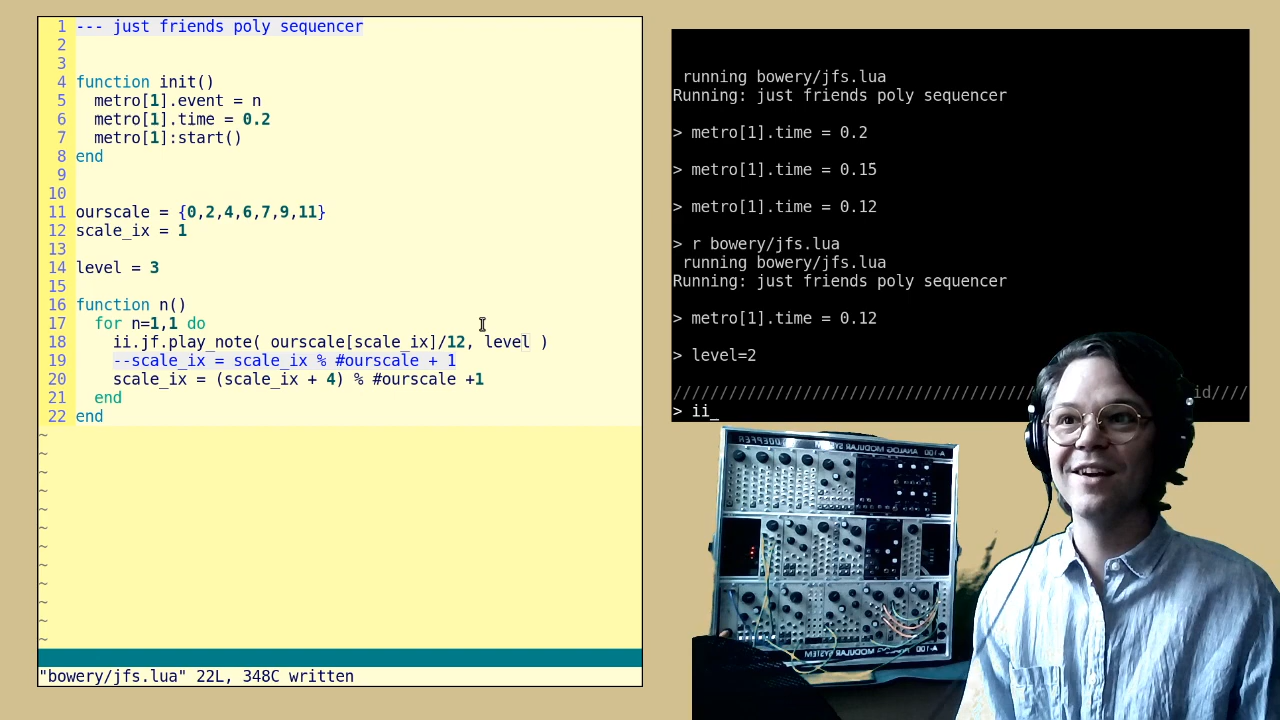 1 --- just friends poly sequencer
2
3
4 function init()
5   metro[1].event = n
6   metro[1].time = 0.2
7   metro[1]:start()
8 end
9
10
11 ourscale = {0,2,4,6,7,9,11}
12 scale_ix = 1
13
14 level = 3
15
16 function n()
17   for n=1,1 do
18     ii.jf.play_note( ourscale[scale_ix]/12, level )
19     --scale_ix = scale_ix % #ourscale + 1
20     scale_ix = (scale_ix + 4) % #ourscale +1
21   end
22 end
~
~
~
~
~
~
~
~
~
~
~
~
"bowery/jfs.lua" 22L, 348C written
running bowery/jfs.lua
Running: just friends poly sequencer
> metro[1].time = 0.2
> metro[1].time = 0.15
> metro[1].time = 0.12
> r bowery/jfs.lua
running bowery/jfs.lua
Running: just friends poly sequencer
> metro[1].time = 0.12
> level=2
///////////////////////////////////////id////
> ii_
DOEPFER
ANALOG MODULAR SYSTEM A-100
A-100 MODULAR SYSTEM